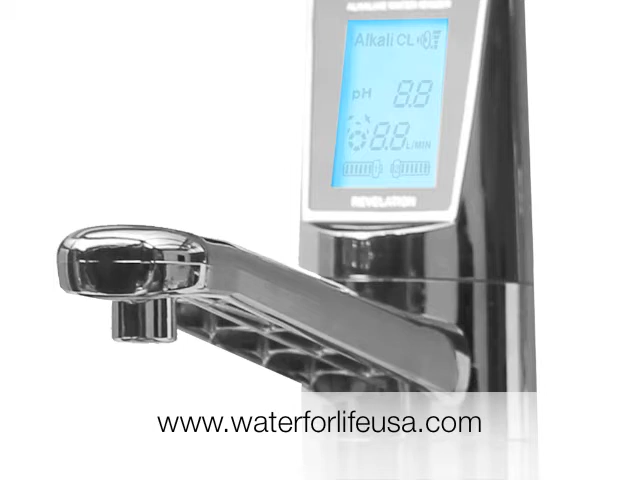 Alkali CL
pH 8.8
8.8 L/MIN
REVELATION
www.waterforlifeusa.com